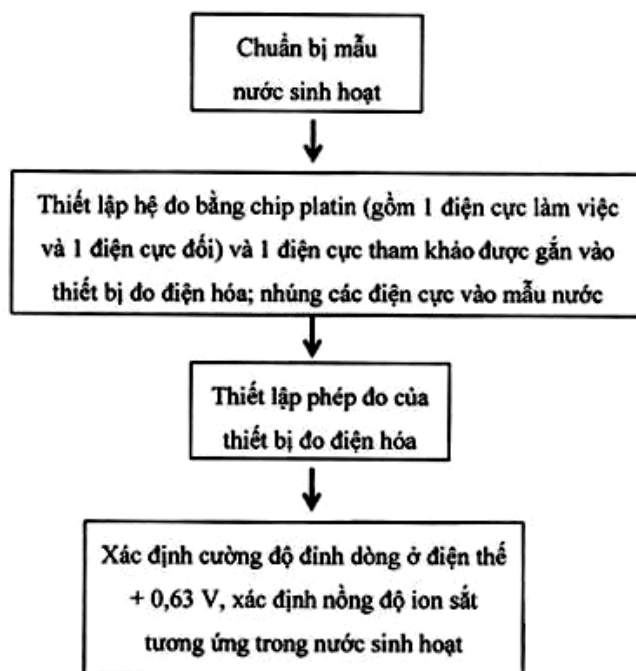 Chuẩn bị mẫu
nước sinh hoạt
Thiết lập hệ đo bằng chip platin (gồm 1 điện cực làm việc
và 1 điện cực đối) và 1 điện cực tham khảo được gắn vào
thiết bị đo điện hóa; nhúng các điện cực vào mẫu nước
Thiết lập phép đo của
thiết bị đo điện hóa
Xác định cường độ đỉnh dòng ở điện thế
+ 0,63 V, xác định nồng độ ion sắt
tương ứng trong nước sinh hoạt